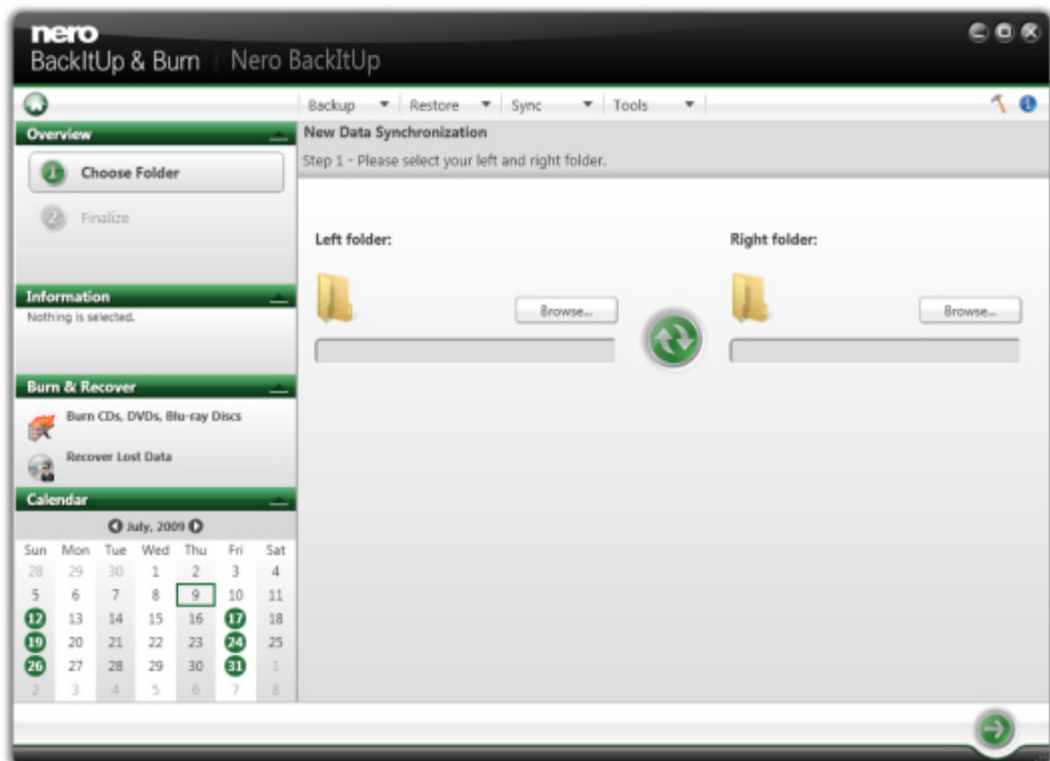 nero
BackItUp & Burn | Nero BackItUp
Backup Restore Sync Tools
Overview
1 Choose Folder
2 Finalize
Information
Nothing is selected.
Burn & Recover
Burn CDs, DVDs, Blu-ray Discs
Recover Lost Data
Calendar
July, 2009
Sun Mon Tue Wed Thu Fri Sat
28 29 30 1 2 3 4
5 6 7 8 9 10 11
12 13 14 15 16 17 18
19 20 21 22 23 24 25
26 27 28 29 30 31 1
2 3 4 5 6 7 8
New Data Synchronization
Step 1 - Please select your left and right folder.
Left folder:
Browse...
Right folder:
Browse...